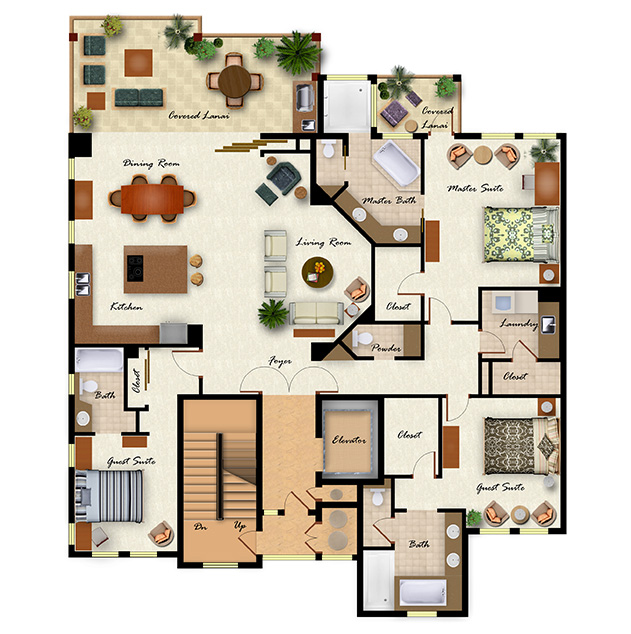 Covered Lanai
Covered
Lanai
Dining Room
Master Suite
Master Bath
Living Room
Kitchen
Closet
Laundry
Powder
Foyer
Closet
Bath
Closet
Elevator
Closet
Guest Suite
Guest Suite
Dn
Up
Bath